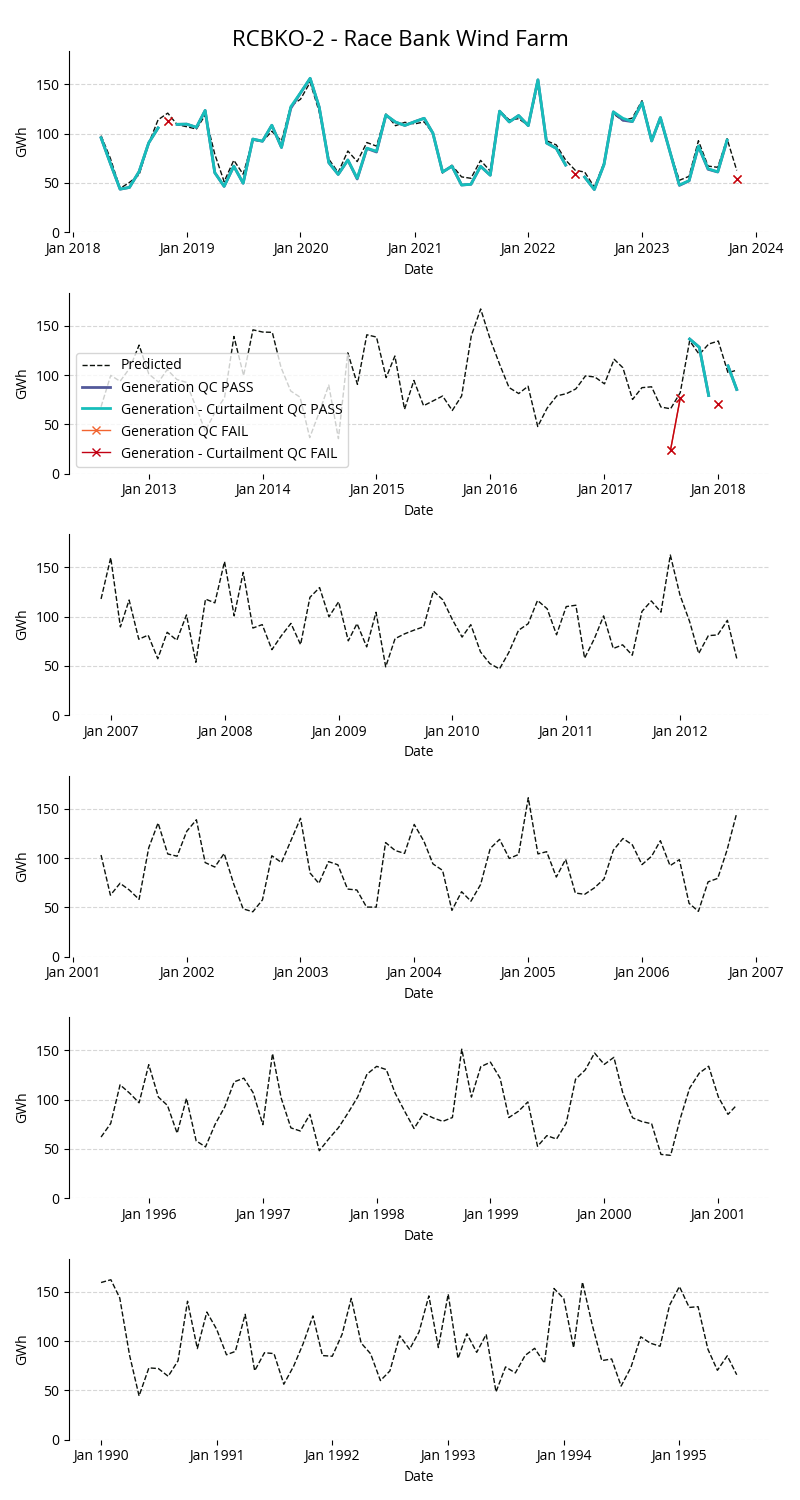 RCBKO-2 - Race Bank Wind Farm
150
100
50
0
GWh
Jan 2018 Jan 2019 Jan 2020 Jan 2021 Jan 2022 Jan 2023 Jan 2024
Date
150
100
50
0
GWh
Predicted
Generation QC PASS
Generation - Curtailment QC PASS
Generation QC FAIL
Generation - Curtailment QC FAIL
Jan 2013 Jan 2014 Jan 2015 Jan 2016 Jan 2017 Jan 2018
Date
150
100
50
0
GWh
Jan 2007 Jan 2008 Jan 2009 Jan 2010 Jan 2011 Jan 2012
Date
150
100
50
0
GWh
Jan 2001 Jan 2002 Jan 2003 Jan 2004 Jan 2005 Jan 2006 Jan 2007
Date
150
100
50
0
GWh
Jan 1996 Jan 1997 Jan 1998 Jan 1999 Jan 2000 Jan 2001
Date
150
100
50
0
GWh
Jan 1990 Jan 1991 Jan 1992 Jan 1993 Jan 1994 Jan 1995
Date